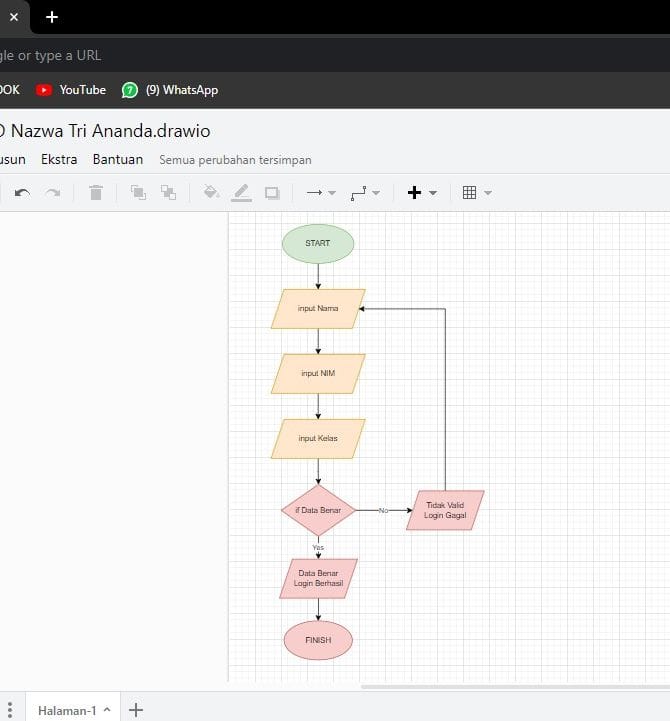 gle or type a URL
OOK
YouTube
(9) WhatsApp
Nazwa Tri Ananda.drawio
usun
Ekstra
Bantuan
Semua perubahan tersimpan
START
input Nama
input NIM
input Kelas
if Data Benar
No
Tidak Valid
Login Gagal
Yes
Data Benar
Login Berhasil
FINISH
Halaman-1